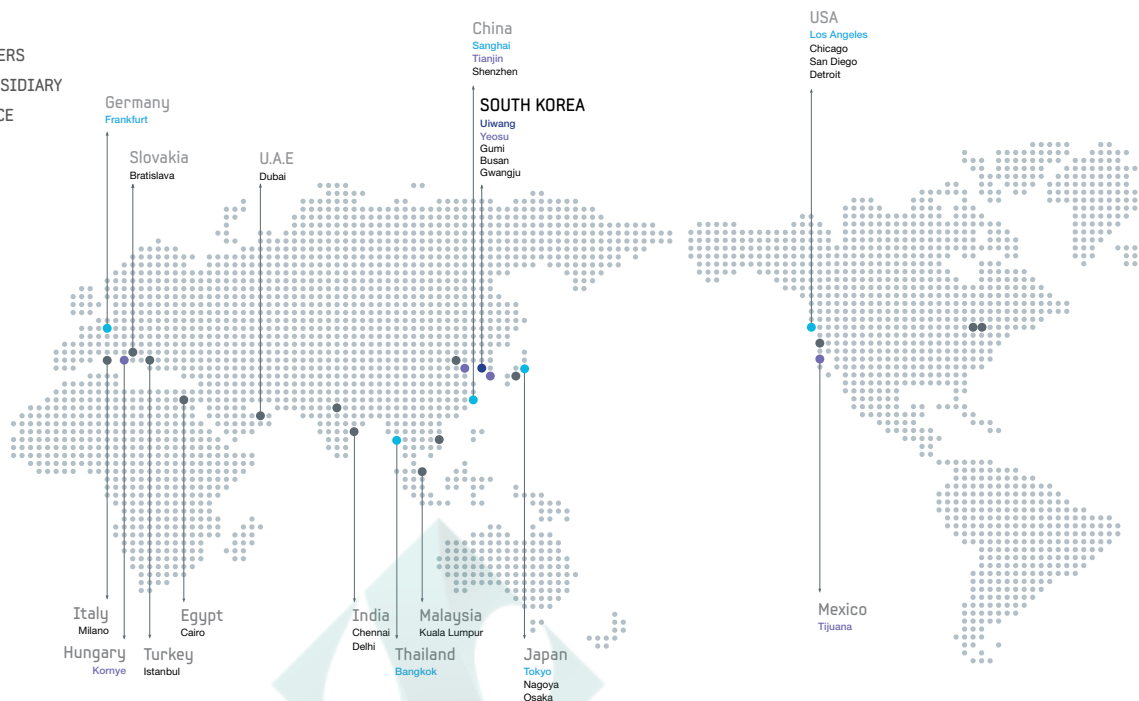 ERS
SIDIARY
CE
Germany
Frankfurt
Slovakia
Bratislava
U.A.E
Dubai
China
Sanghai
Tianjin
Shenzhen
SOUTH KOREA
Uiwang
Yeosu
Gumi
Busan
Gwangju
USA
Los Angeles
Chicago
San Diego
Detroit
Italy
Milano
Hungary
Kornye
Turkey
Istanbul
Egypt
Cairo
India
Chennai
Delhi
Thailand
Bangkok
Malaysia
Kuala Lumpur
Japan
Tokyo
Nagoya
Osaka
Mexico
Tijuana